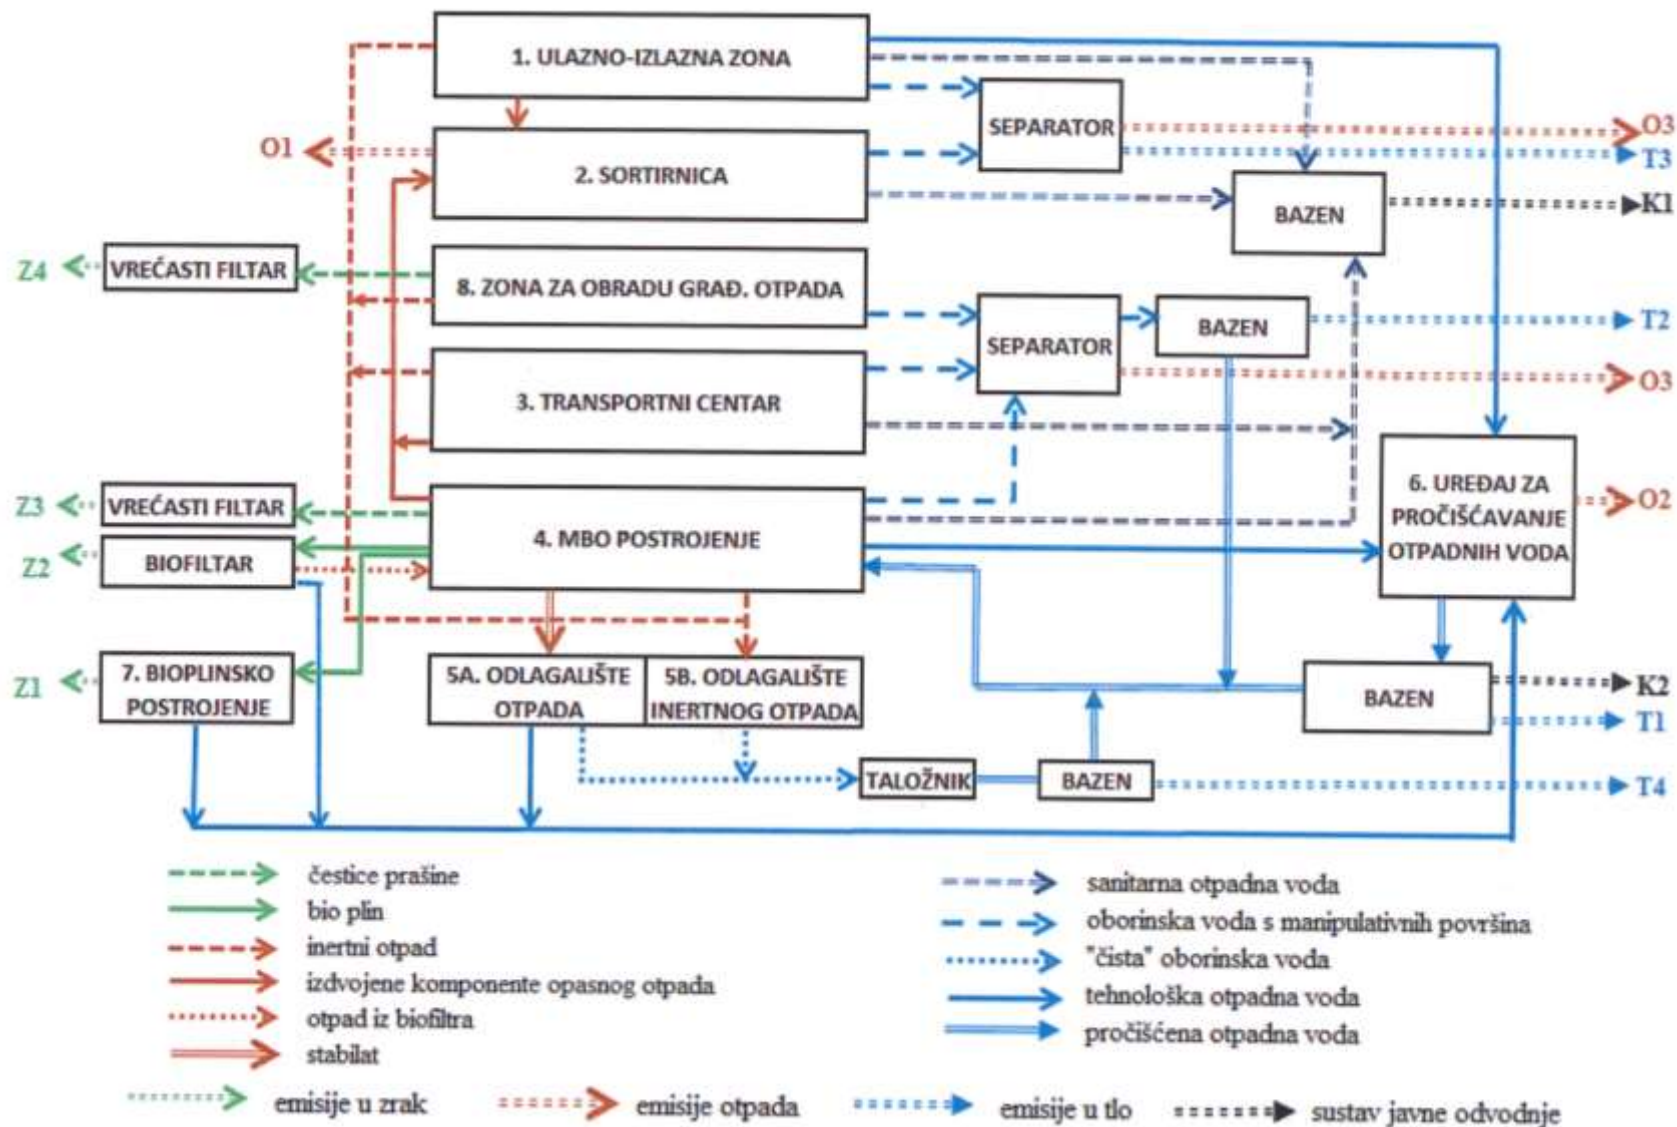 1. ULAZNO-IZLAZNA ZONA
SEPARATOR
O3
O1
T3
2. SORTIRNICA
BAZEN
K1
Z4
VREĆASTI FILTAR
8. ZONA ZA OBRADU GRAĐ. OTPADA
SEPARATOR
BAZEN
T2
O3
3. TRANSPORTNI CENTAR
Z3
VREĆASTI FILTAR
6. UREĐAJ ZA
PROČIŠĆAVANJE
OTPADNIH VODA
O2
4. MBO POSTROJENJE
Z2
BIOFILTAR
Z1
7. BIOPLINSKO
POSTROJENJE
5A. ODLAGALIŠTE
OTPADA
5B. ODLAGALIŠTE
INERTNOG OTPADA
BAZEN
K2
T1
TALOŽNIK
BAZEN
T4
čestice prašine
bio plin
inertni otpad
izdvojene komponente opasnog otpada
otpad iz biofiltra
stabilat
sanitarna otpadna voda
oborinska voda s manipulativnih površina
"čista" oborinska voda
tehnološka otpadna voda
pročišćena otpadna voda
emisije u zrak
emisije otpada
emisije u tlo
sustav javne odvodnje